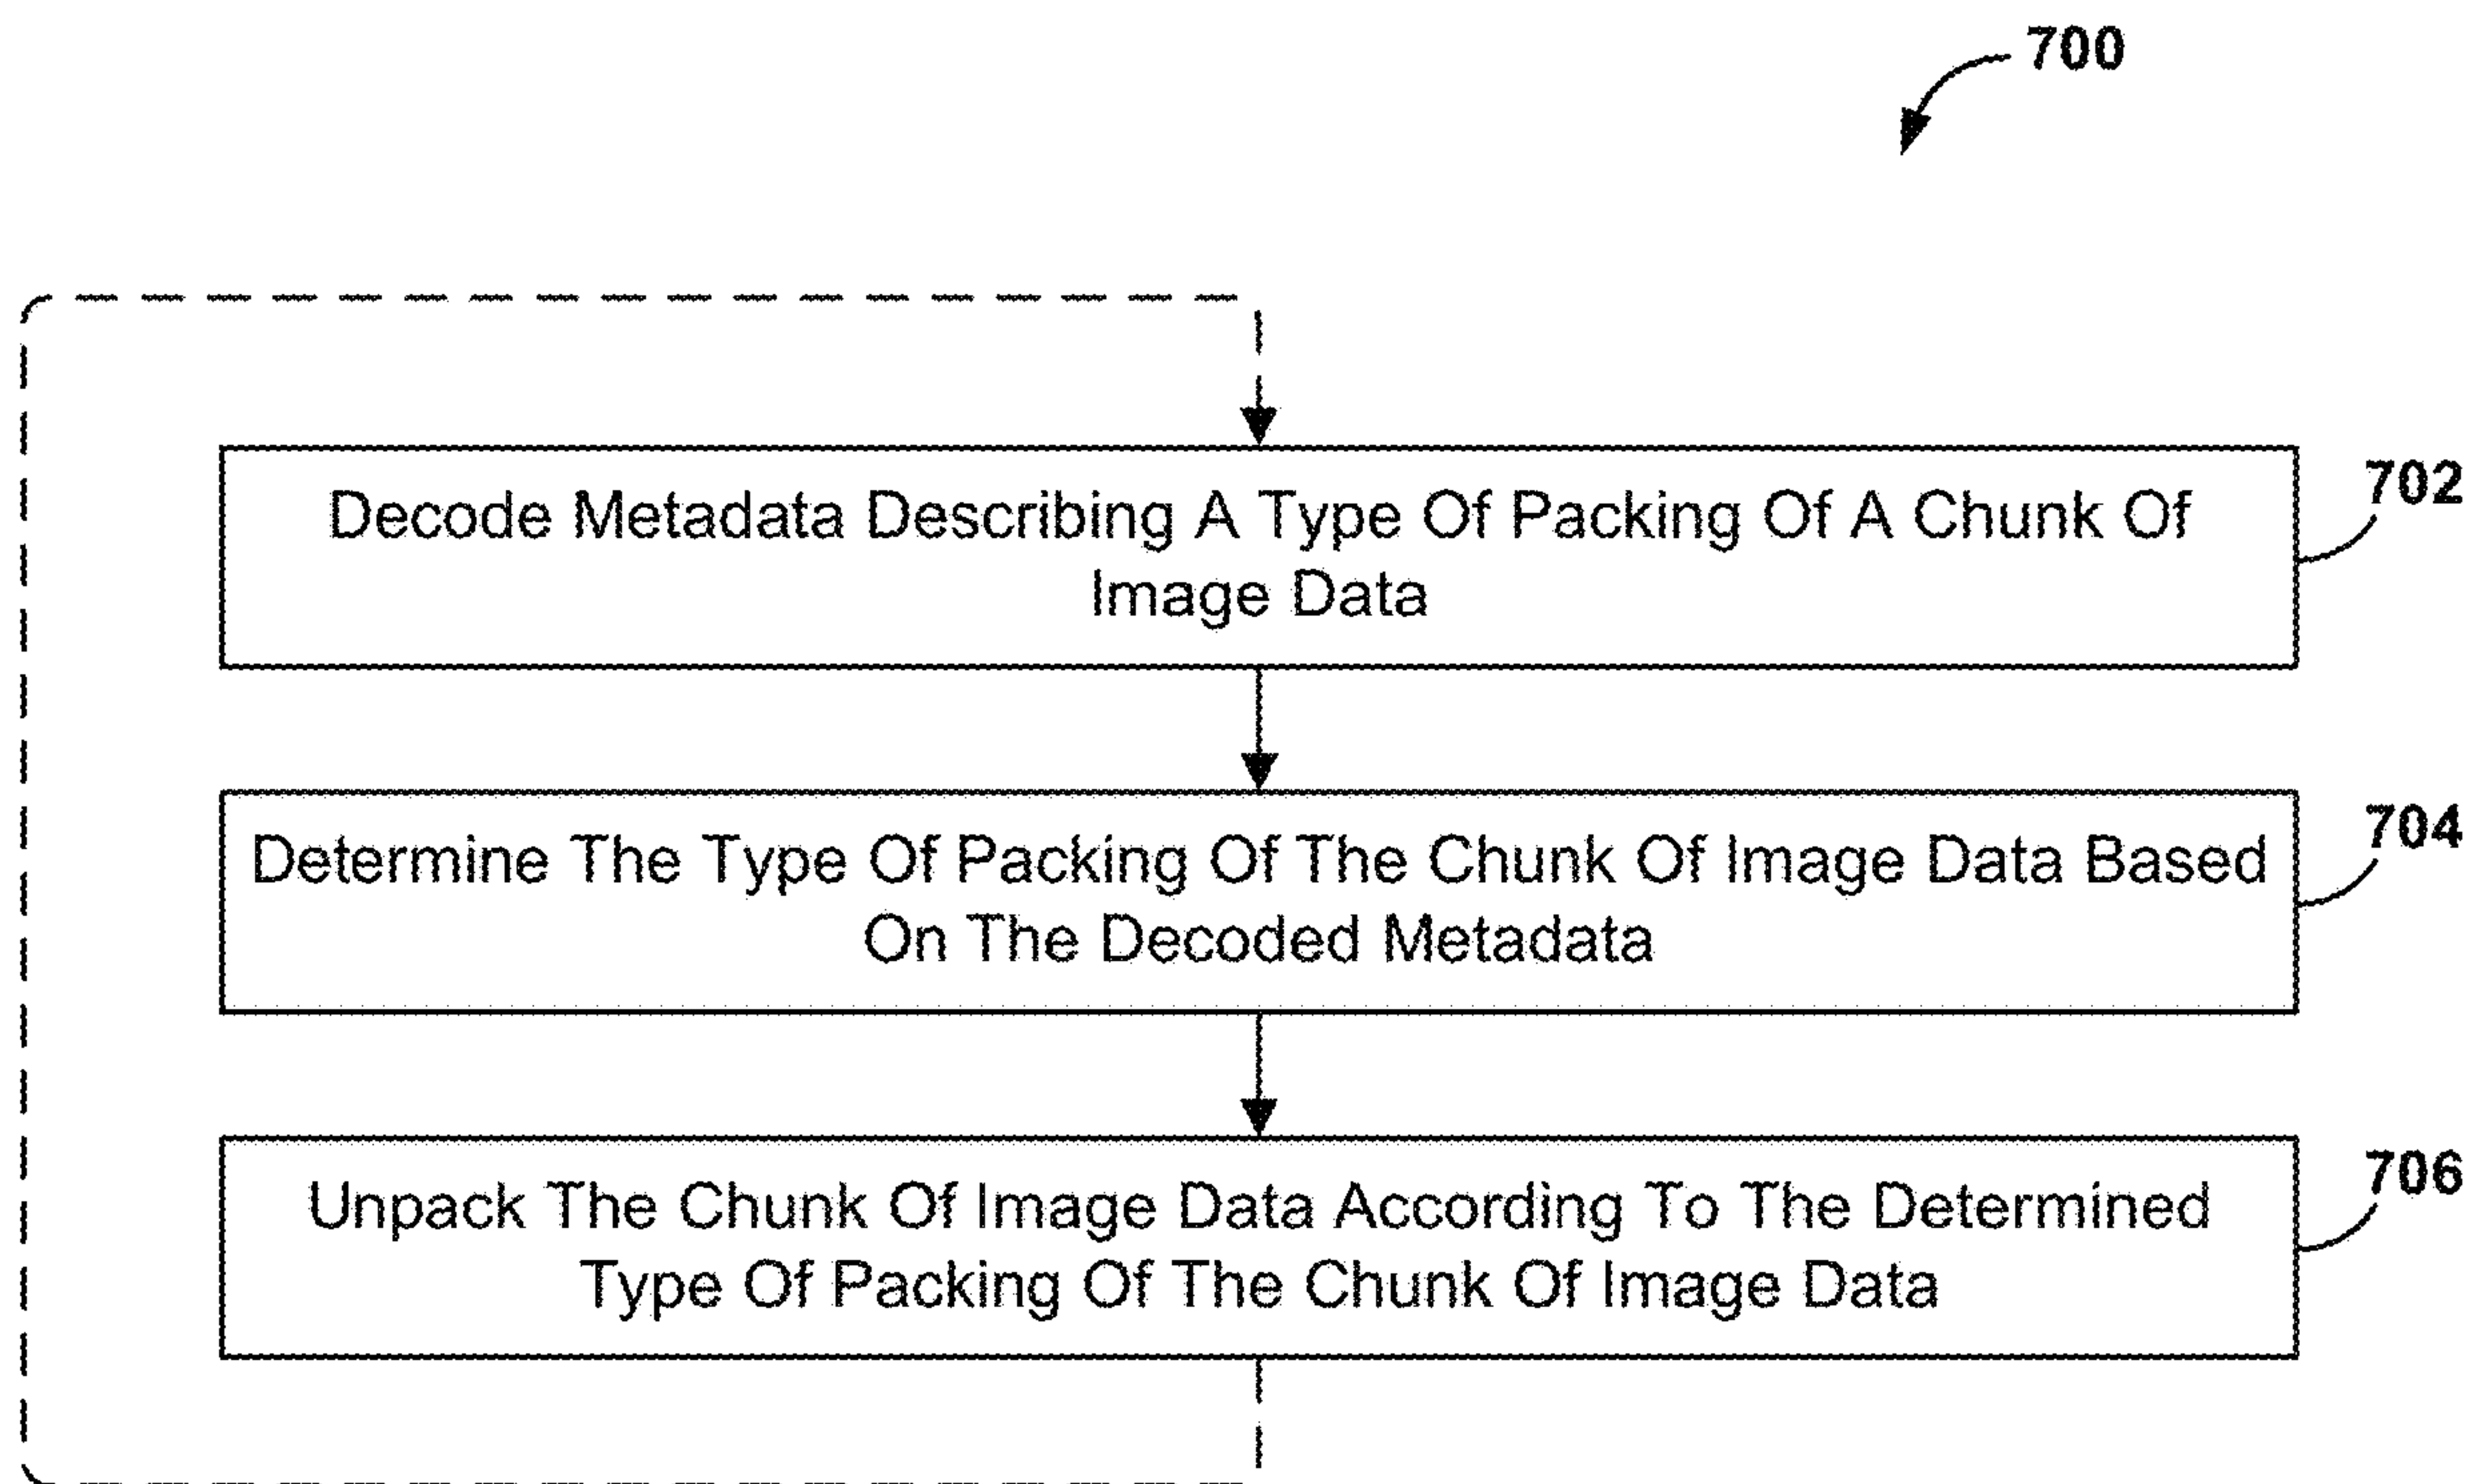 700
Decode Metadata Describing A Type Of Packing Of A Chunk Of
Image Data
702
Determine The Type Of Packing Of The Chunk Of Image Data Based
On The Decoded Metadata
704
Unpack The Chunk Of Image Data According To The Determined
Type Of Packing Of The Chunk Of Image Data
706